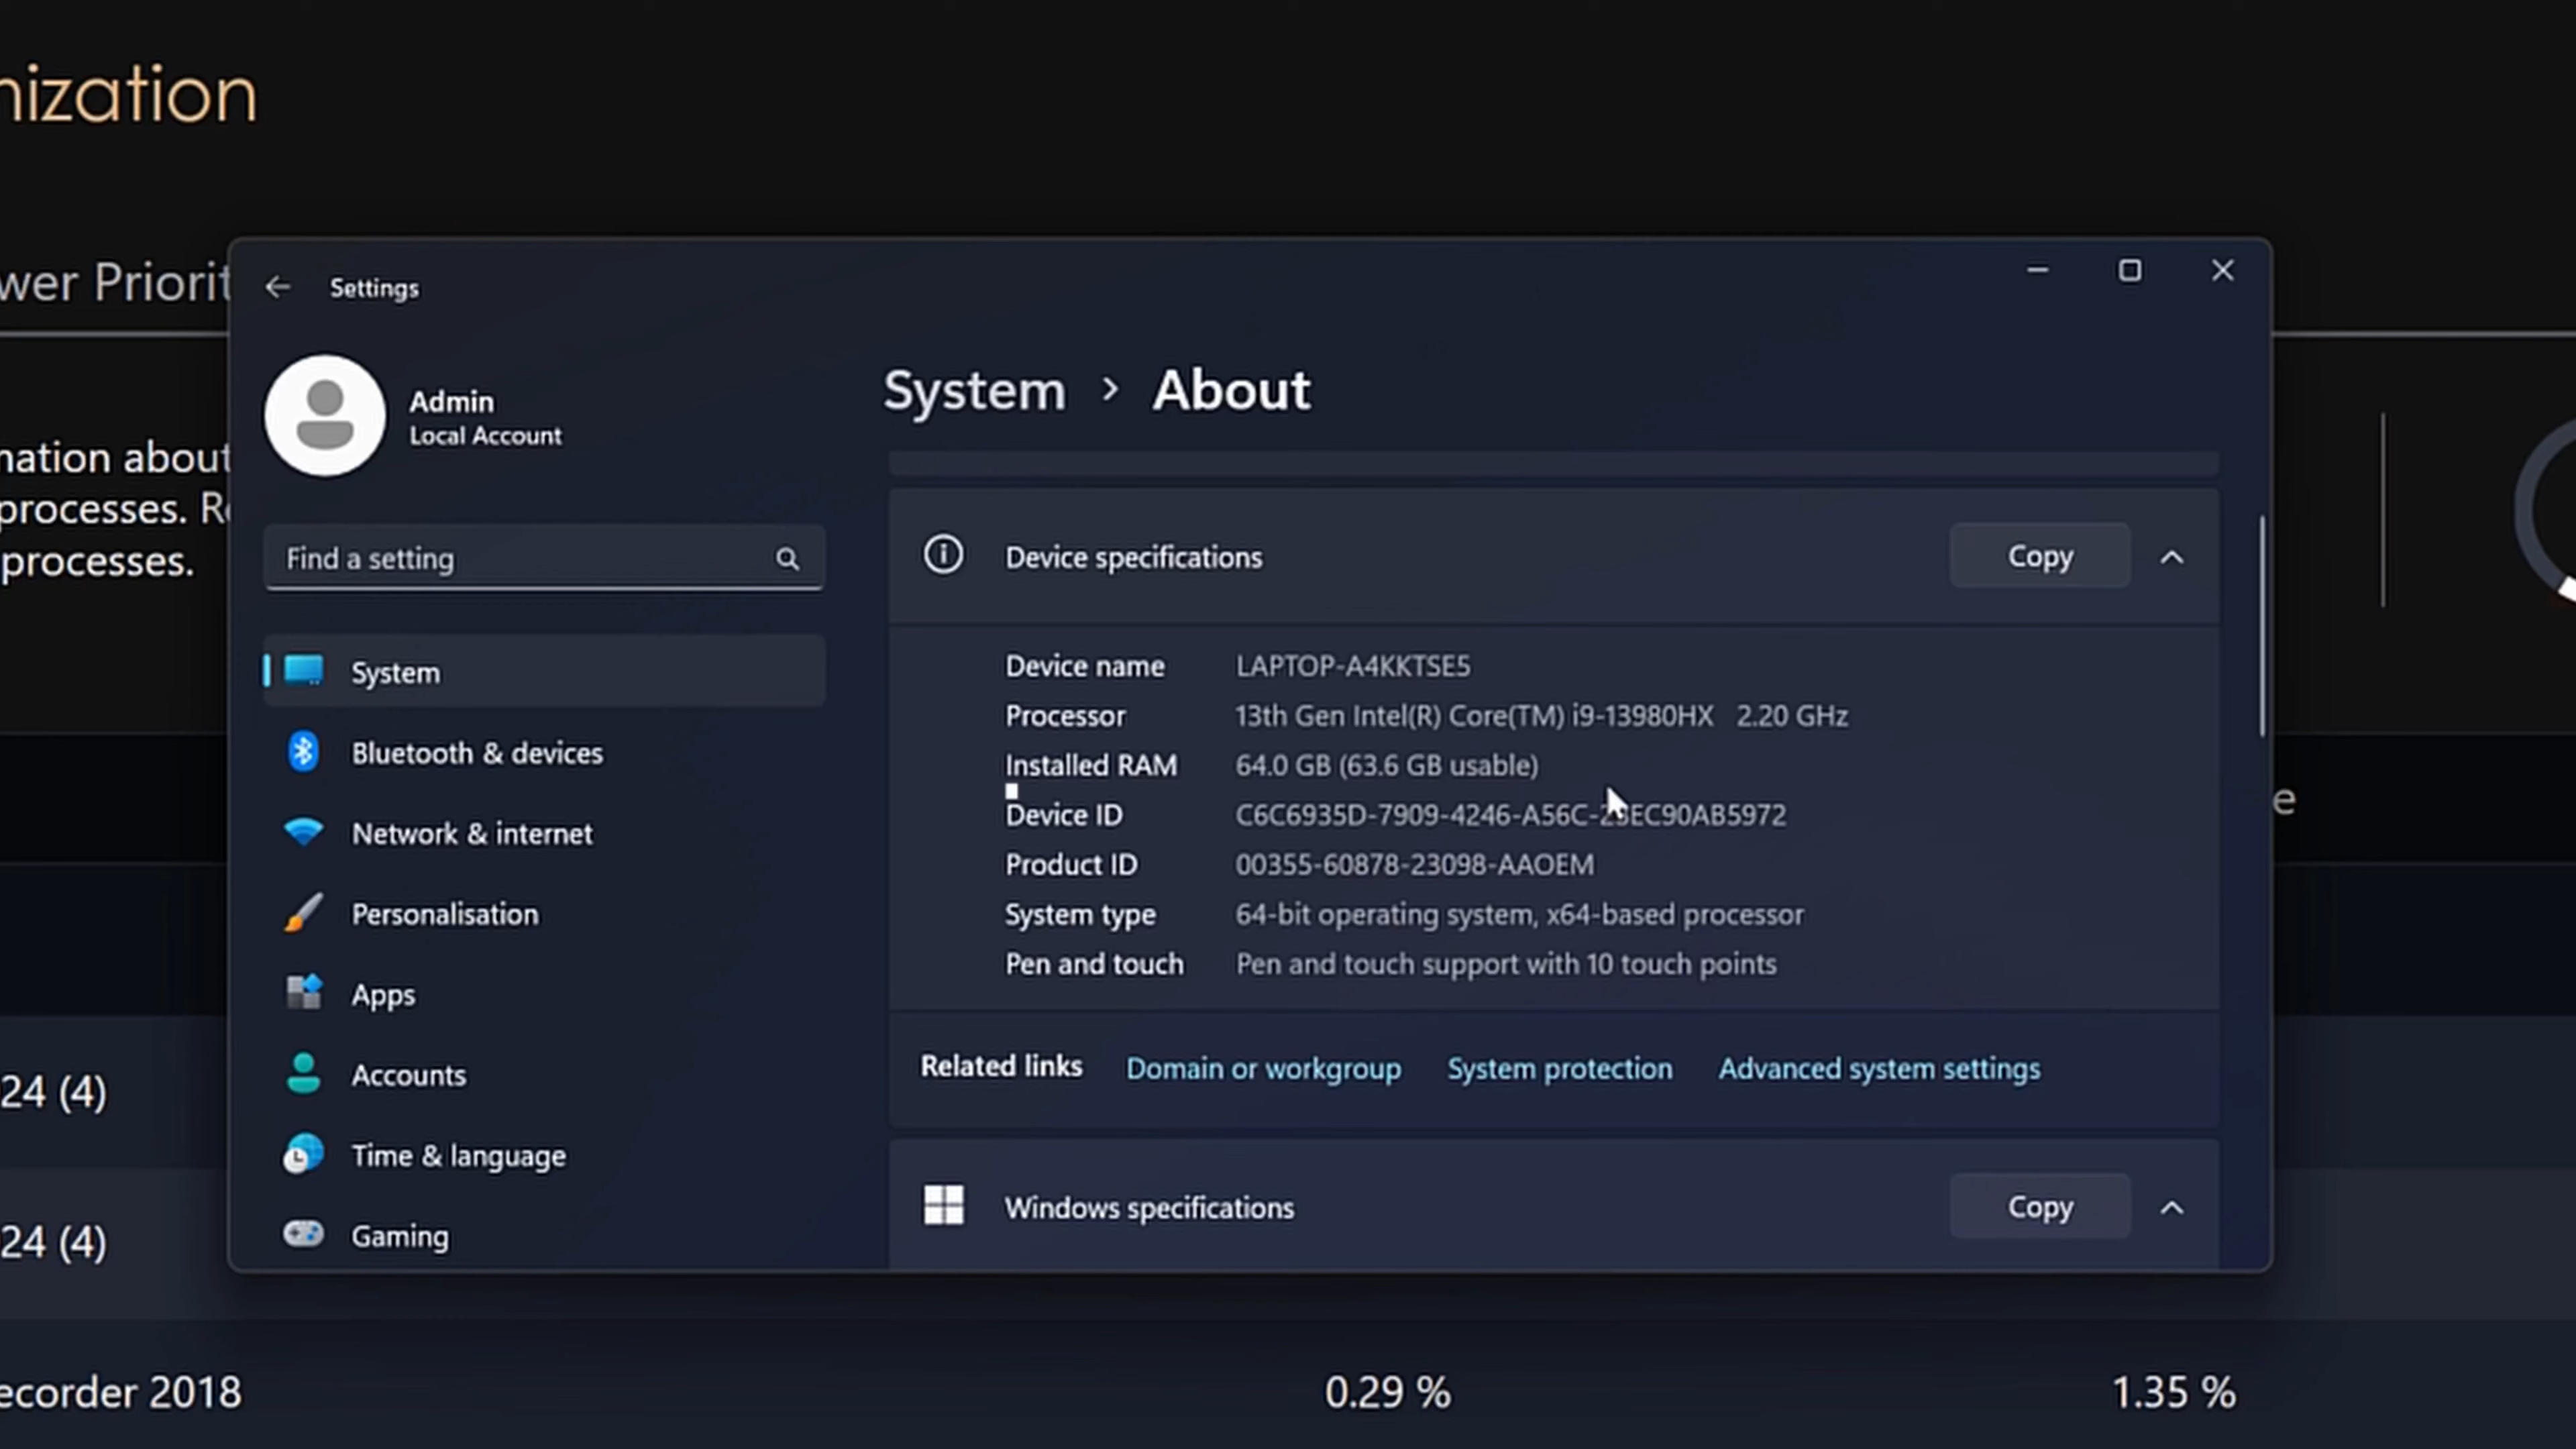 nization
wer Priorit
mation about
processes. R
processes.
24 (4)
24 (4)
ecorder 2018
0.29 %
1.35 %
e
Settings
Admin
Local Account
Find a setting
System
Bluetooth & devices
Network & internet
Personalisation
Apps
Accounts
Time & language
Gaming
System > About
Device specifications
Copy
Device name LAPTOP-A4KKTSE5
Processor 13th Gen Intel(R) Core(TM) i9-13980HX 2.20 GHz
Installed RAM 64.0 GB (63.6 GB usable)
Device ID
Product ID 00355-60878-23098-AAOEM
System type 64-bit operating system, x64-based processor
Pen and touch Pen and touch support with 10 touch points
Related links Domain or workgroup System protection Advanced system settings
Windows specifications
Copy